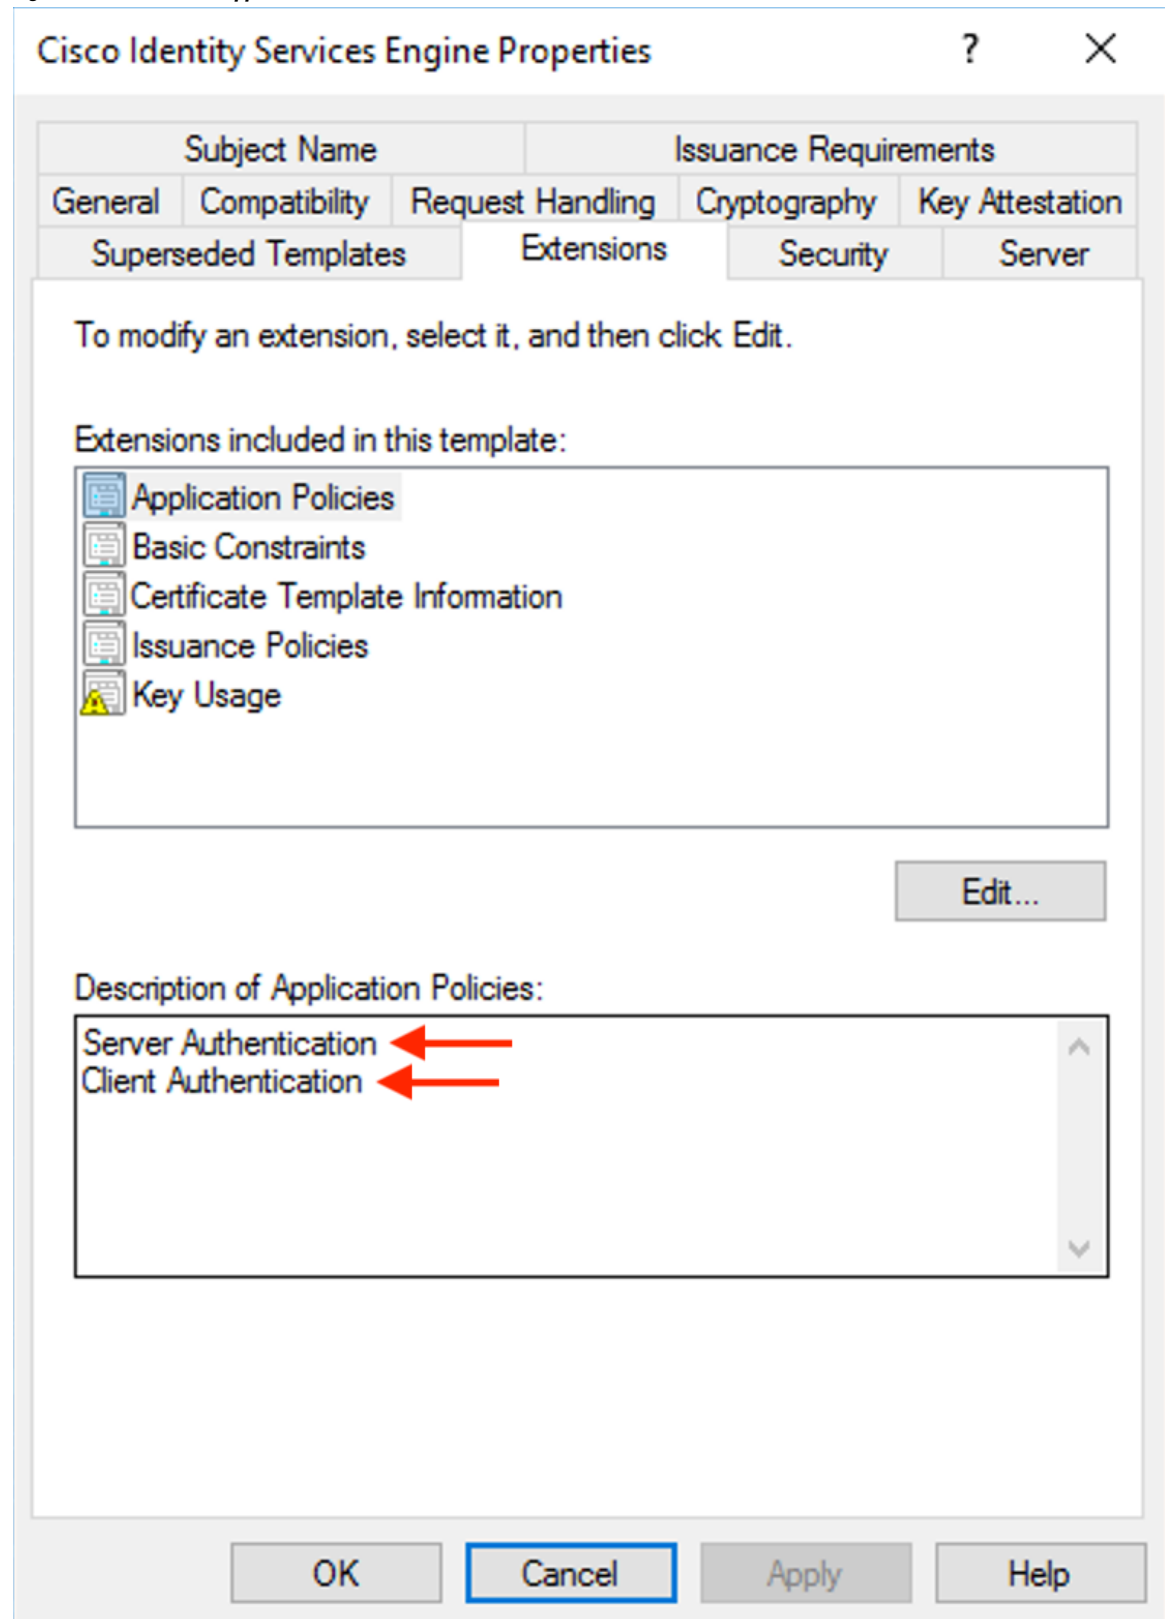 Cisco Identity Services Engine Properties
?
Subject Name
Issuance Requirements
General
Compatibility
Request Handling
Cryptography
Key Attestation
Superseded Templates
Extensions
Security
Server
To modify an extension, select it, and then click Edit.
Extensions included in this template:
Application Policies
Basic Constraints
Certificate Template Information
Issuance Policies
Key Usage
Edit...
Description of Application Policies:
Server Authentication
Client Authentication
OK
Cancel
Apply
Help